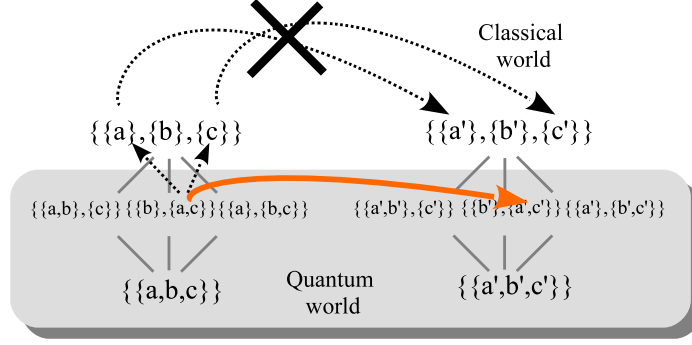 Classical
world
{{a},{b},{c}}
{{a'},{b'},{c'}}
{{a,b},{c}} {{b},{a,c}} {{a},{b,c}}
{{a',b'},{c'}} {{b'},{a',c'}} {{a'},{b',c'}}
{{a,b,c}}
{{a',b',c'}}
Quantum
world